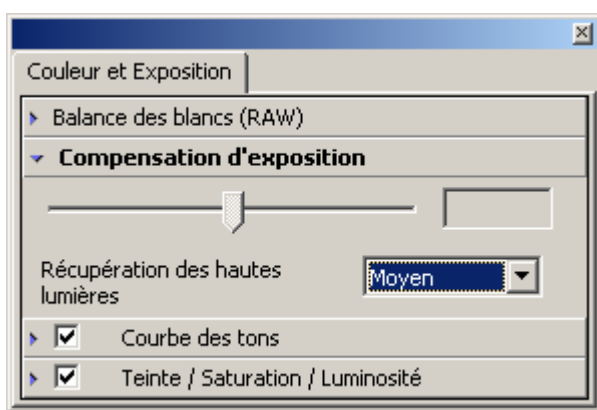 Couleur et Exposition
Balance des blancs (RAW)
Compensation d'exposition
Récupération des hautes
lumières
Moyen
Courbe des tons
Teinte / Saturation / Luminosité